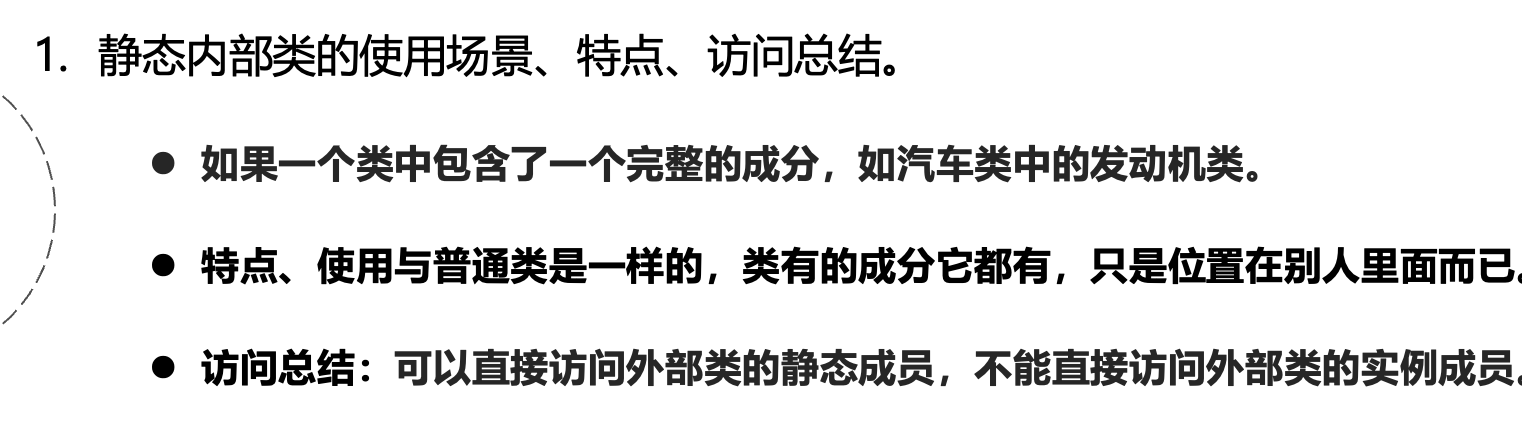 1. 静态内部类的使用场景、特点、访问总结。
● 如果一个类中包含了一个完整的成分，如汽车类中的发动机类。
● 特点、使用与普通类是一样的，类有的成分它都有，只是位置在别人里面而已。
● 访问总结：可以直接访问外部类的静态成员，不能直接访问外部类的实例成员。